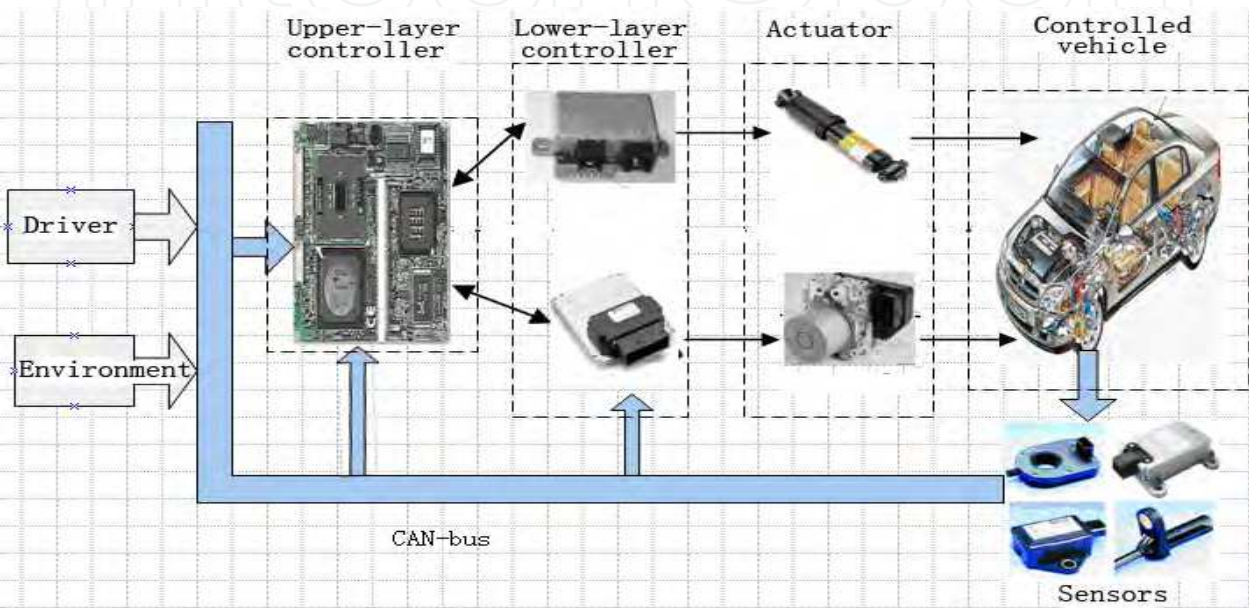 Upper-layer
controller
Lower-layer
controller
Actuator
Controlled
vehicle
Driver
Environment
CAN-bus
Sensors